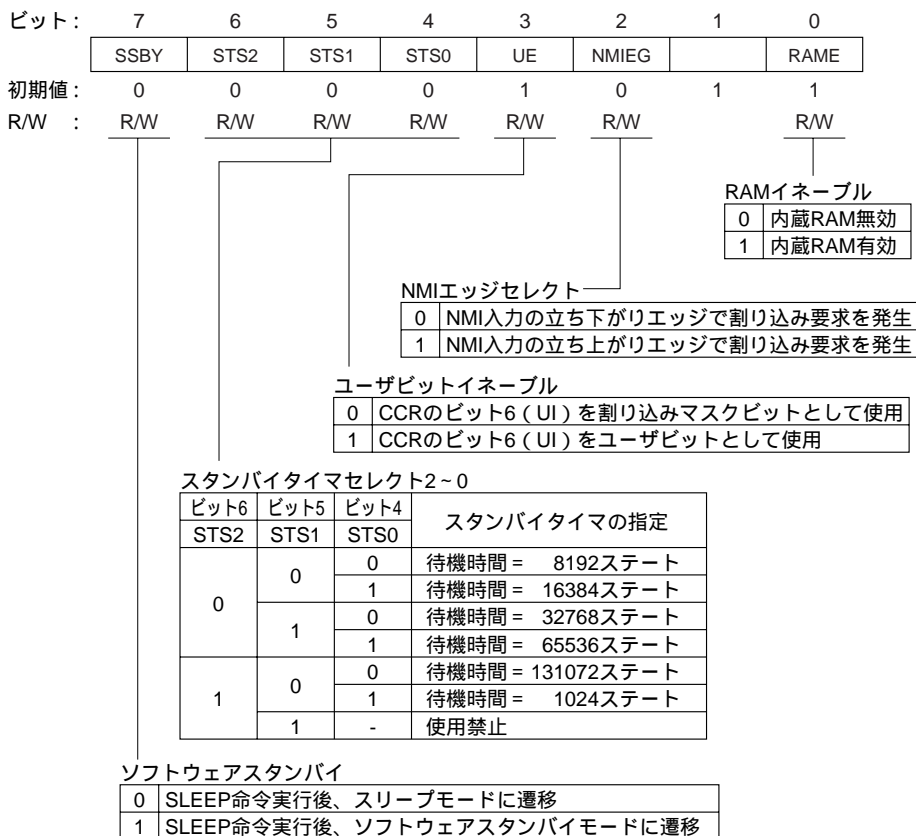 ビット : 7 6 5 4 3 2 1 0
SSBY STS2 STS1 STS0 UE NMIEG RAME
初期値 : 0 0 0 0 1 0 1 1
R/W : R/W R/W R/W R/W R/W R/W R/W
RAMイネーブル
0 内蔵RAM無効
1 内蔵RAM有効
NMIエッジセレクト
0 NMI入力の立ち下がりエッジで割り込み要求を発生
1 NMI入力の立ち上がりエッジで割り込み要求を発生
ユーザビットイネーブル
0 CCRのビット6（UI）を割り込みマスクビットとして使用
1 CCRのビット6（UI）をユーザビットとして使用
スタンバイタイマセレクト2~0
ビット6 ビット5 ビット4 スタンバイタイマの指定
STS2 STS1 STS0
0 0 0 待機時間 = 8192ステート
1 待機時間 = 16384ステート
1 0 待機時間 = 32768ステート
1 待機時間 = 65536ステート
1 0 0 待機時間 = 131072ステート
1 待機時間 = 1024ステート
1 - 使用禁止
ソフトウェアスタンバイ
0 SLEEP命令実行後、スリープモードに遷移
1 SLEEP命令実行後、ソフトウェアスタンバイモードに遷移